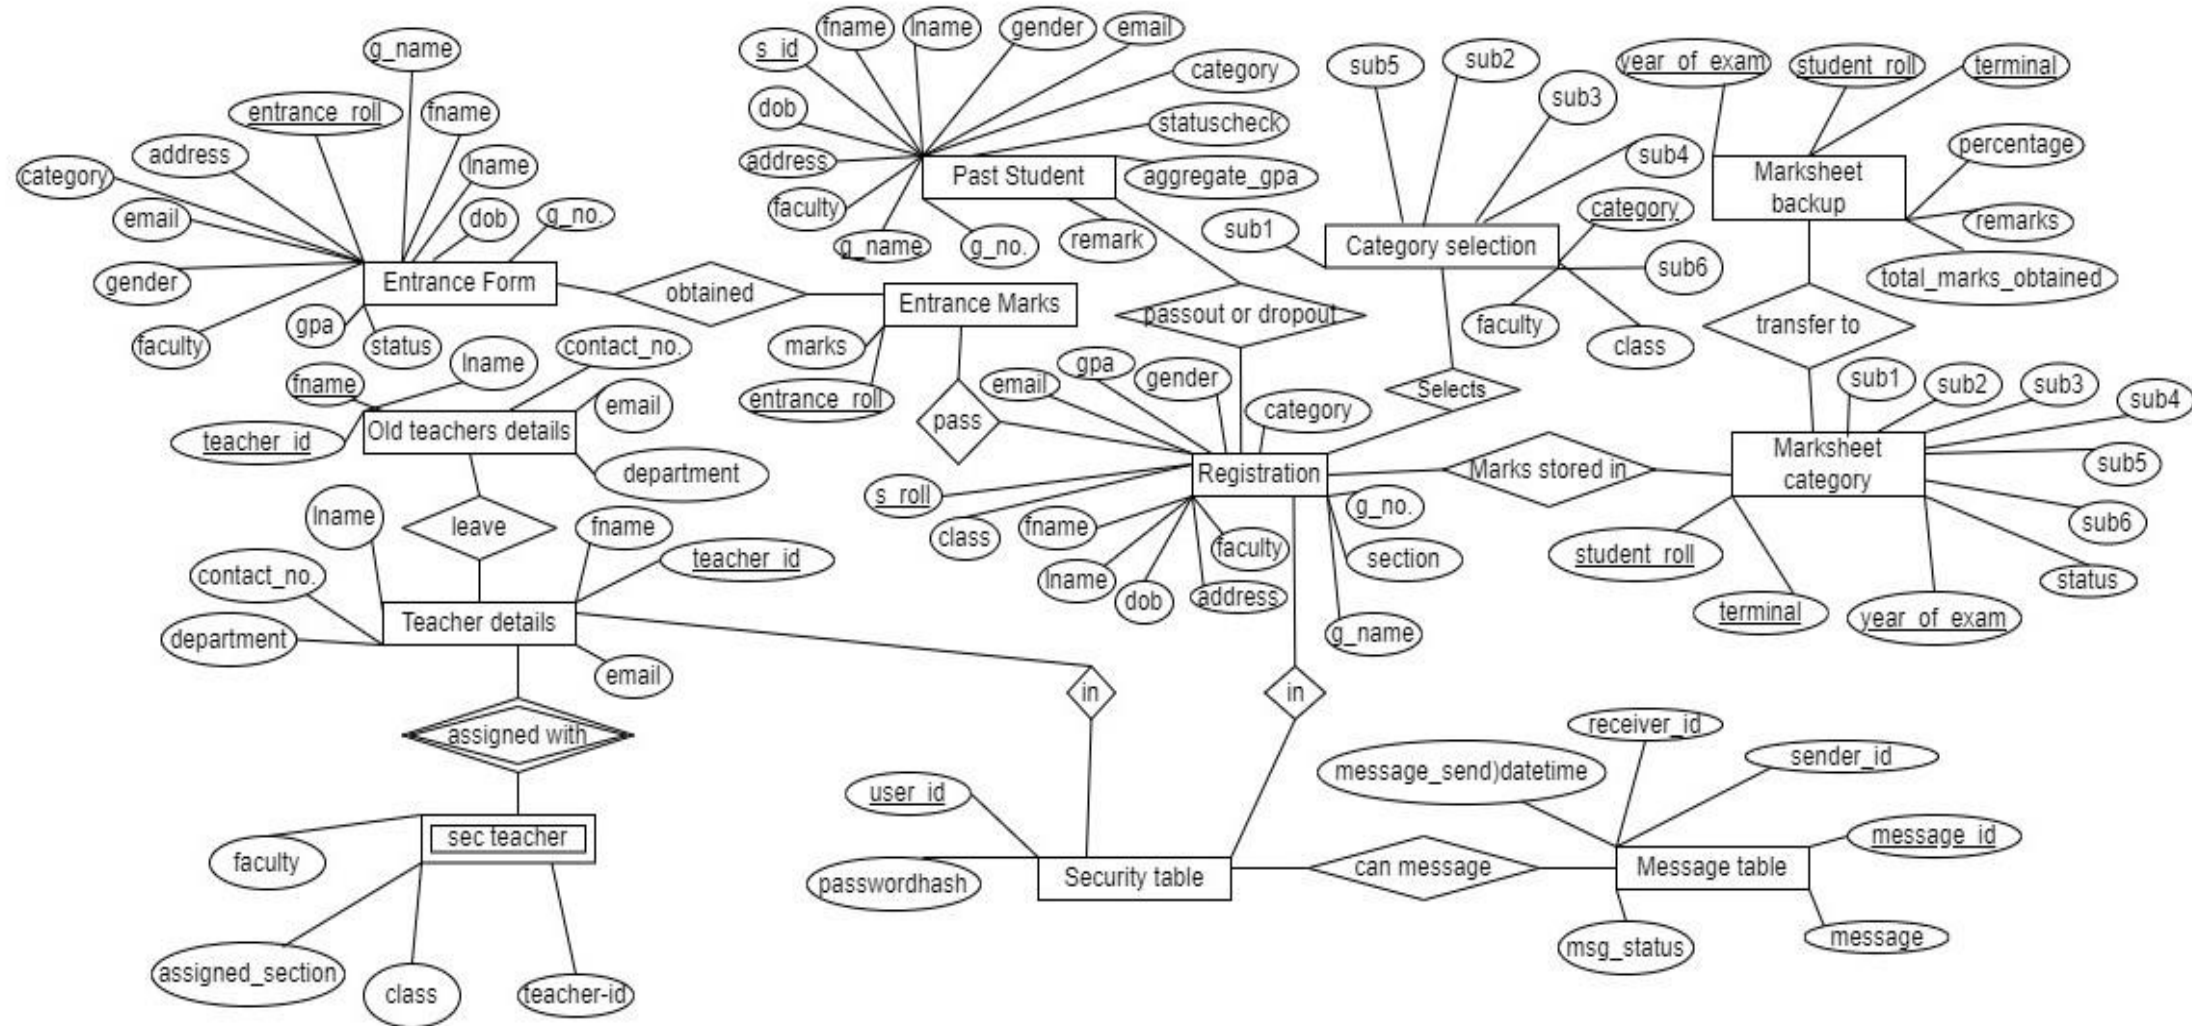 g_name
entrance_roll
fname
address
lname
category
email
dob
g_no.
gender
Entrance Form
faculty
gpa
status
obtained
Entrance Marks
marks
entrance_roll
pass
s_id
fname
lname
gender
email
category
dob
statuscheck
address
Past Student
aggregate_gpa
faculty
g_name
g_no.
remark
passout or dropout
sub5
sub2
sub3
sub4
category
sub1
Category selection
sub6
faculty
class
Selects
year_of_exam
student_roll
terminal
percentage
Marksheet
backup
remarks
total_marks_obtained
transfer to
sub1
sub2
sub3
sub4
Marksheet
category
sub5
sub6
status
student_roll
terminal
year_of_exam
Marks stored in
email
gpa
gender
category
Registration
s_roll
class
fname
lname
dob
address
faculty
g_no.
section
g_name
fname
lname
contact_no.
email
Old teachers details
teacher_id
department
leave
lname
fname
teacher_id
contact_no.
Teacher details
department
email
in
in
assigned with
sec teacher
faculty
assigned_section
class
teacher-id
user_id
passwordhash
Security table
can message
receiver_id
sender_id
message_send)datetime
message_id
Message table
msg_status
message